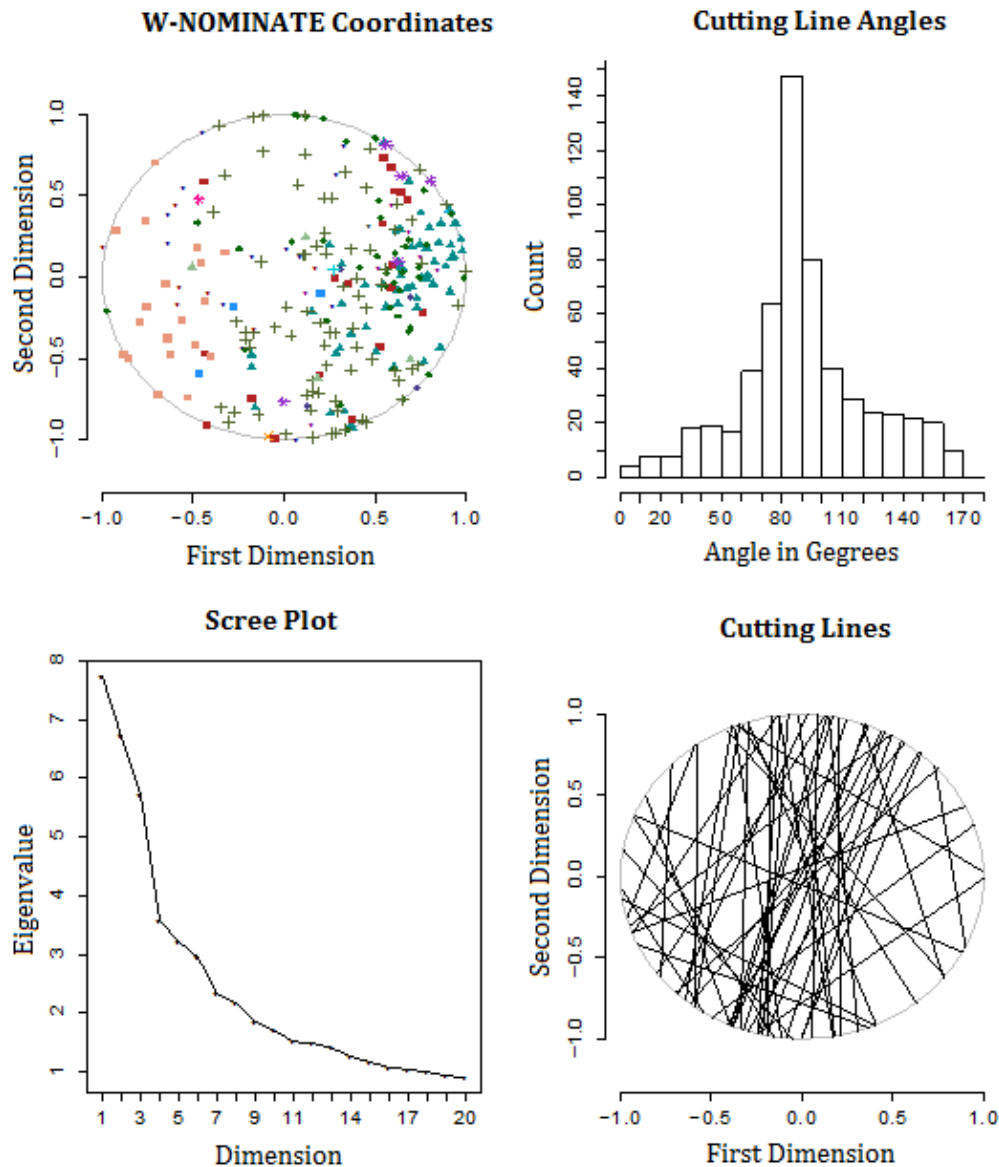 W-NOMINATE Coordinates
Second Dimension
1.0
0.5
0.0
−0.5
−1.0
−1.0 −0.5 0.0 0.5 1.0
First Dimension
Cutting Line Angles
Count
140
100
80
60
40
20
0
0 20 50 80 110 140 170
Angle in Gegrees
Scree Plot
Eigenvalue
8
7
6
5
4
3
2
1
1 3 5 7 9 11 14 17 20
Dimension
Cutting Lines
Second Dimension
1.0
0.5
0.0
−0.5
−1.0
−1.0 −0.5 0.0 0.5 1.0
First Dimension